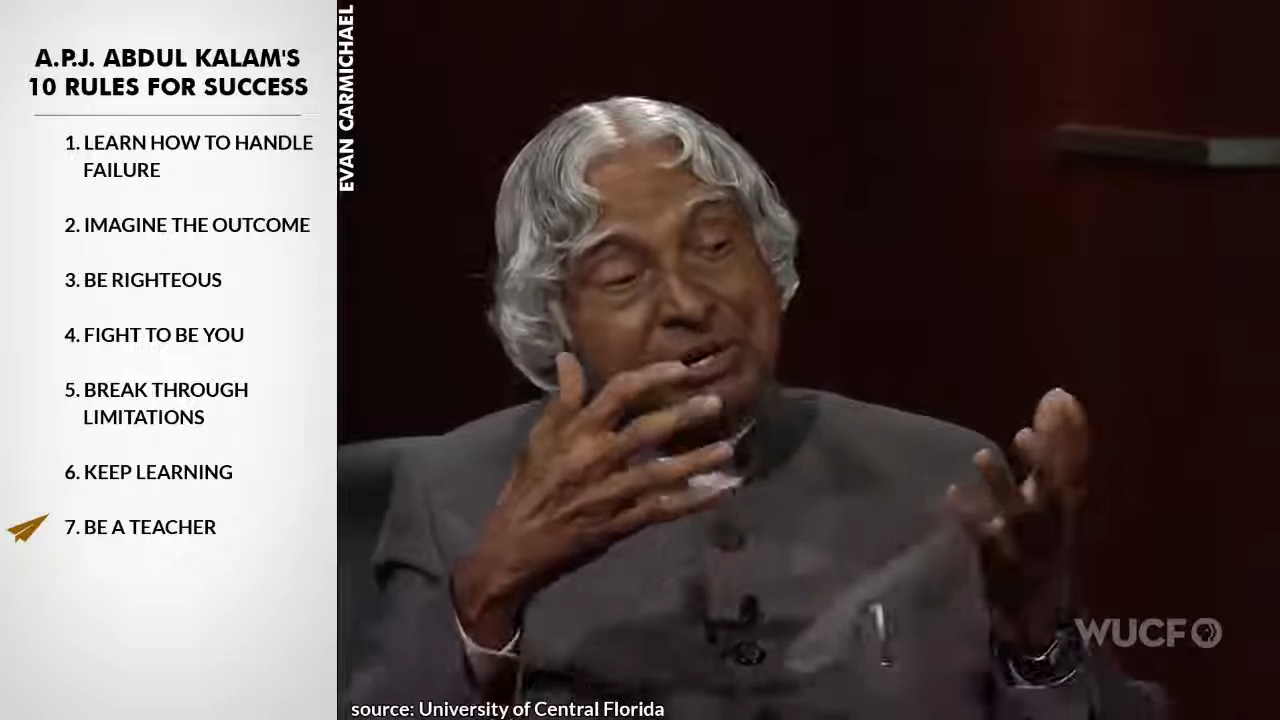 A.P.J. ABDUL KALAM'S
10 RULES FOR SUCCESS
1. LEARN HOW TO HANDLE
FAILURE
2. IMAGINE THE OUTCOME
3. BE RIGHTEOUS
4. FIGHT TO BE YOU
5. BREAK THROUGH
LIMITATIONS
6. KEEP LEARNING
7. BE A TEACHER
EVAN CARMICHAEL
WUCF
source: University of Central Florida